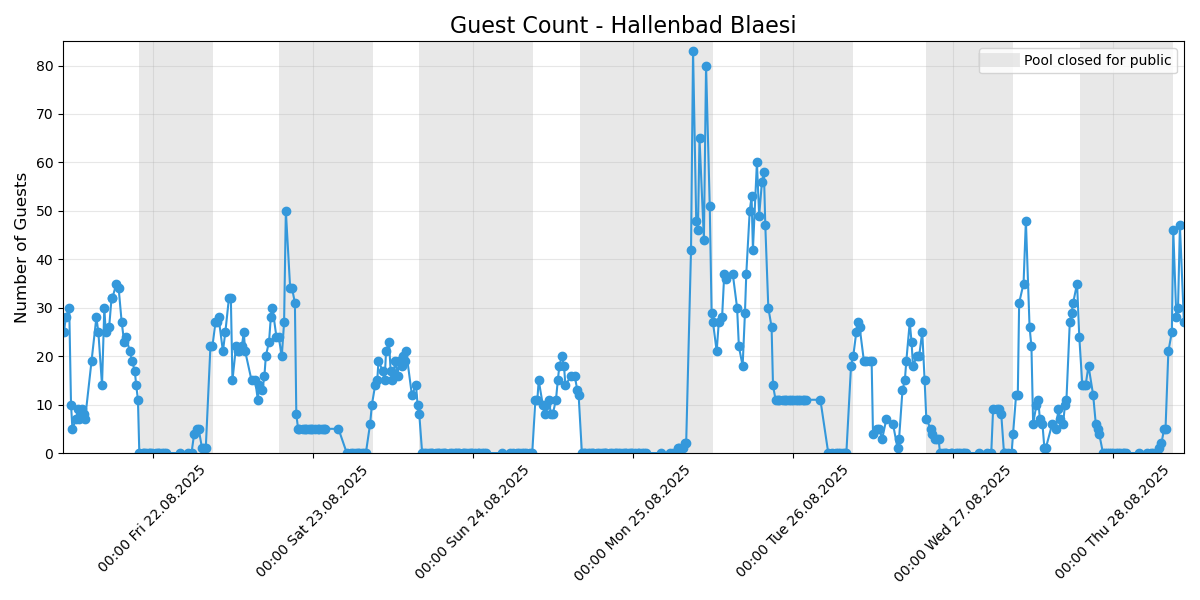 Guest Count - Hallenbad Blaesi
Pool closed for public
Number of Guests
80
70
60
50
40
30
20
10
0
00:00 Fri 22.08.2025
00:00 Sat 23.08.2025
00:00 Sun 24.08.2025
00:00 Mon 25.08.2025
00:00 Tue 26.08.2025
00:00 Wed 27.08.2025
00:00 Thu 28.08.2025